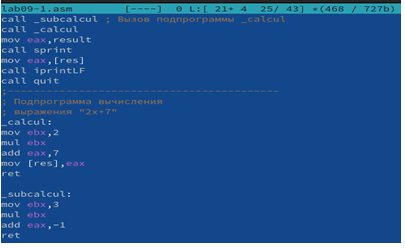 lab09-1.asm [----] 0 L:[ 21+ 4 25/ 43] *(468 / 727b)
call _subcalcul ; Вызов подпрограммы _calcul
call _calcul
mov eax,result
call sprint
mov eax,[res]
call iprintLF
call quit
;------------------------------------------
; Подпрограмма вычисления
; выражения "2x+7"
_calcul:
mov ebx,2
mul ebx
add eax,7
mov [res],eax
ret
_subcalcul:
mov ebx,3
mul ebx
add eax,-1
ret